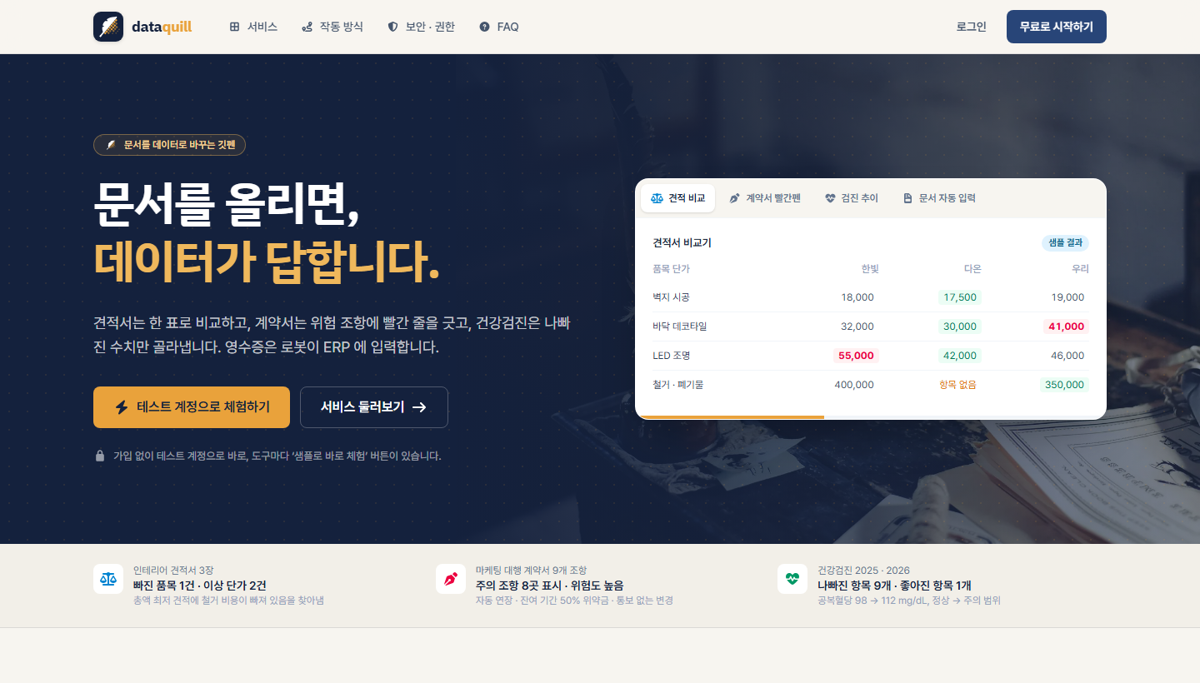 dataquill
서비스
작동 방식
보안 · 권한
FAQ
로그인
무료로 시작하기
문서를 데이터로 바꾸는 깃펜
문서를 올리면,
데이터가 답합니다.
견적서는 한 표로 비교하고, 계약서는 위험 조항에 빨간 줄을 긋고, 건강검진은 나빠
진 수치만 골라냅니다. 영수증은 로봇이 ERP 에 입력합니다.
테스트 계정으로 체험하기
서비스 둘러보기 →
가입 없이 테스트 계정으로 바로, 도구마다 ‘샘플로 바로 체험’ 버튼이 있습니다.
견적 비교
계약서 빨간펜
검진 추이
문서 자동 입력
견적서 비교기
샘플 결과
품목 단가 한빛 다온 우리
벽지 시공 18,000 17,500 19,000
바닥 데코타일 32,000 30,000 41,000
LED 조명 55,000 42,000 46,000
철거 · 폐기물 400,000 항목 없음 350,000
인테리어 견적서 3장
빠진 품목 1건 · 이상 단가 2건
총액 최저 견적에 철거 비용이 빠져 있음을 찾아냄
마케팅 대행 계약서 9개 조항
주의 조항 8곳 표시 · 위험도 높음
자동 연장 · 잔여 기간 50% 위약금 · 통보 없는 변경
건강검진 2025 · 2026
나빠진 항목 9개 · 좋아진 항목 1개
공복혈당 98 → 112 mg/dL, 정상 → 주의 범위